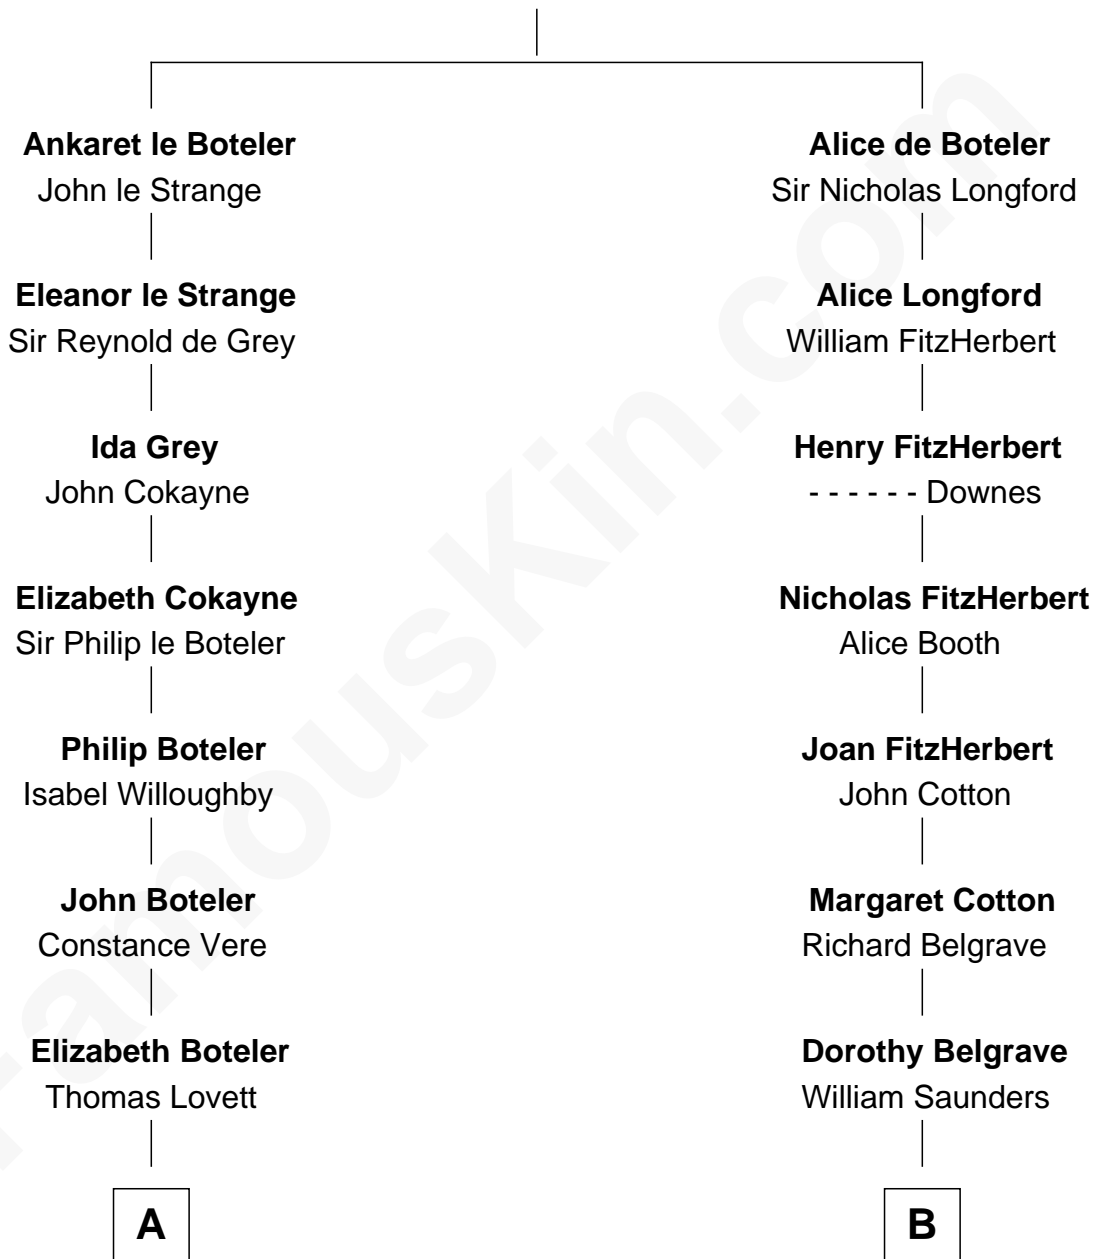 Ankaret le Boteler
John le Strange
Eleanor le Strange
Sir Reynold de Grey
Ida Grey
John Cokayne
Elizabeth Cokayne
Sir Philip le Boteler
Philip Boteler
Isabel Willoughby
John Boteler
Constance Vere
Elizabeth Boteler
Thomas Lovett
A
Alice de Boteler
Sir Nicholas Longford
Alice Longford
William FitzHerbert
Henry FitzHerbert
- - - - - - Downes
Nicholas FitzHerbert
Alice Booth
Joan FitzHerbert
John Cotton
Margaret Cotton
Richard Belgrave
Dorothy Belgrave
William Saunders
B
FamousKin.com